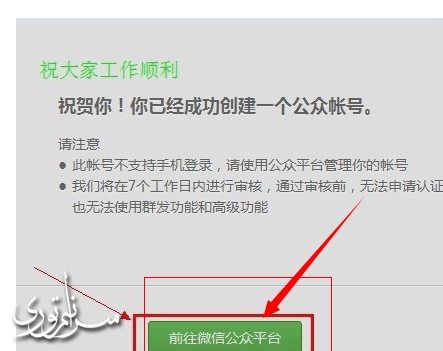 祝大家工作顺利
祝贺你！你已经成功创建一个公众帐号。
请注意
● 此帐号不支持手机登录，请使用公众平台管理你的帐号
● 我们将在7个工作日内进行审核，通过审核前，无法申请认证
也无法使用群发功能和高级功能
前往微信公众平台